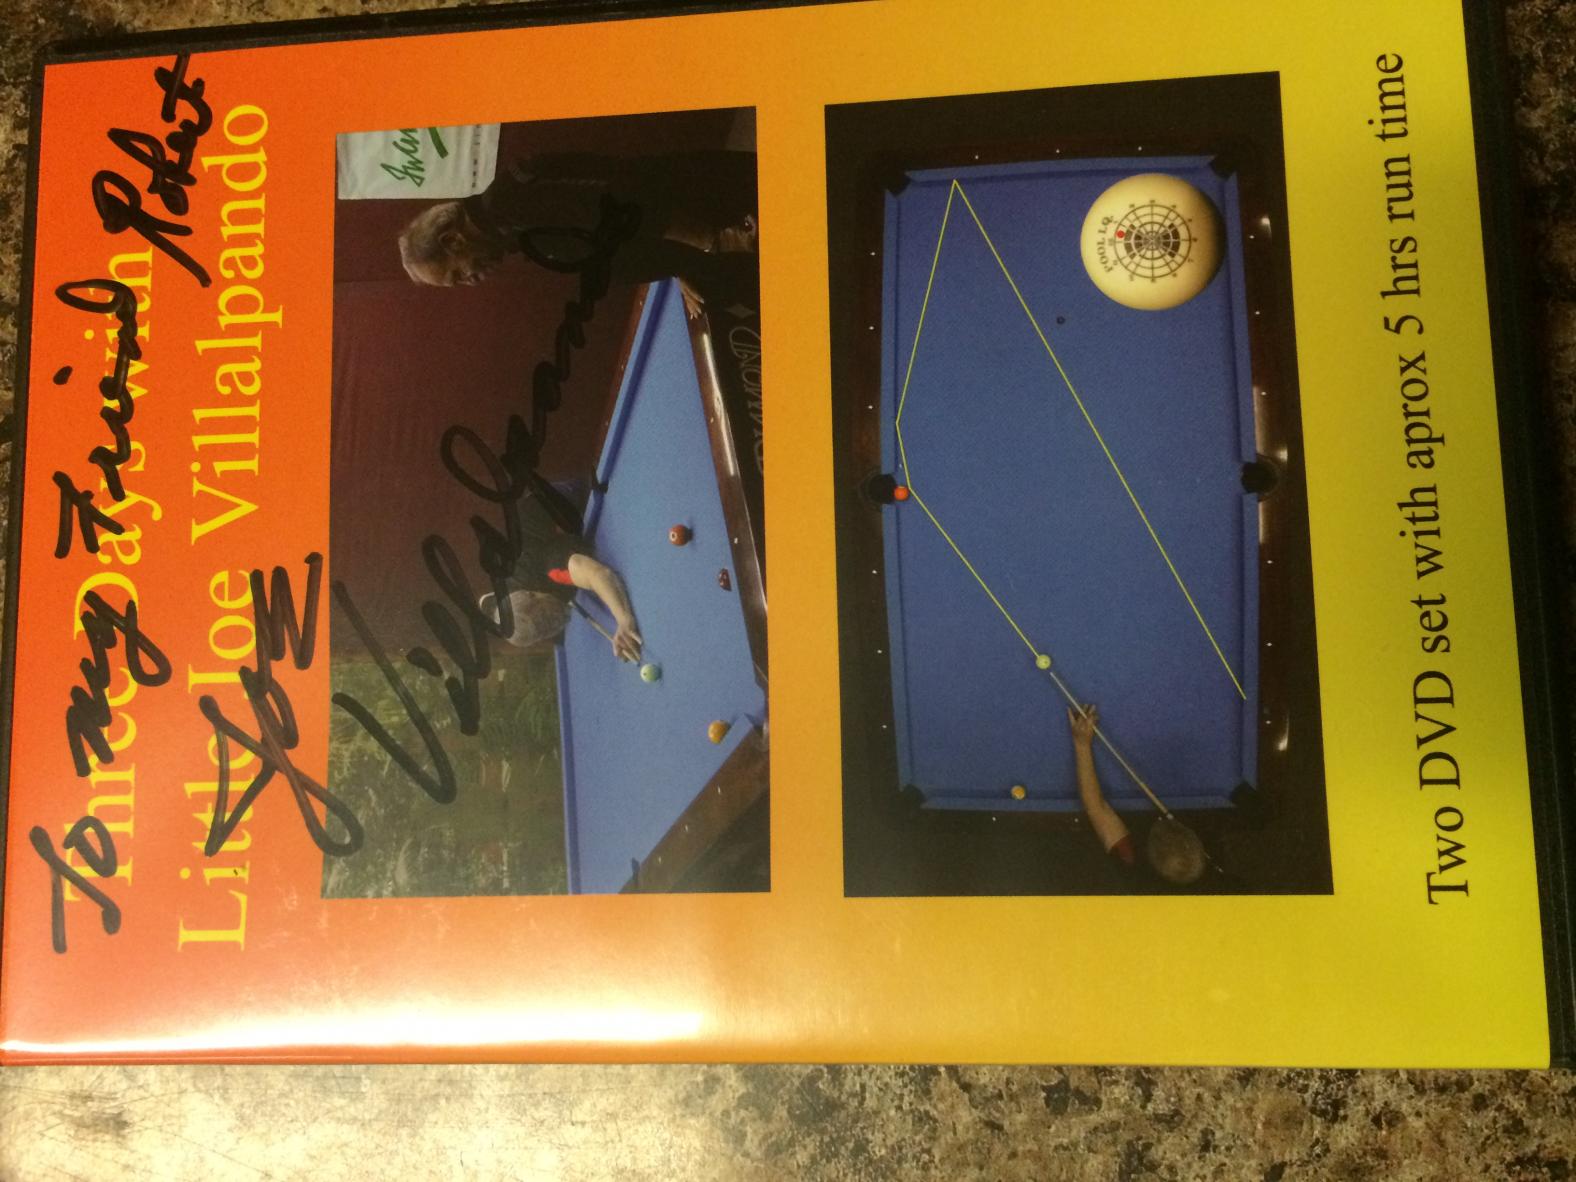 To my Friend Robert
Three Days with
Little Joe Villalpando
Joe
Villalpando
POOL I.Q.
Two DVD set with aprox 5 hrs run time